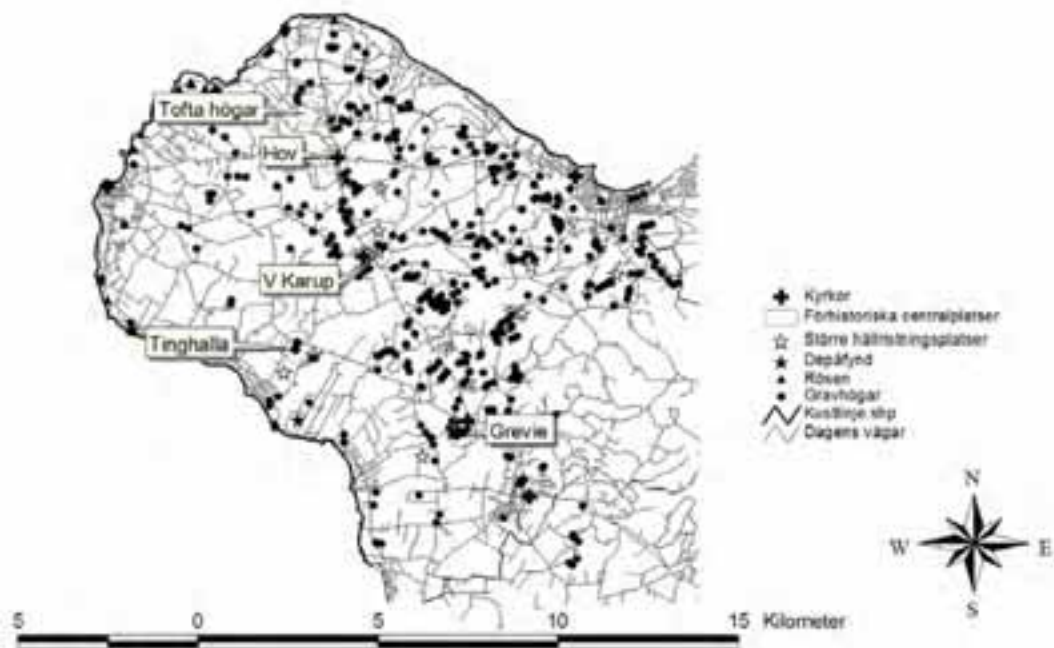 Tofta högar
Hov
V Karup
Tinghalla
Grevie
Kyrkor
Förhistoriska centralplatser
Större hällristningsplatser
Depåfynd
Rösen
Gravhögar
Kustlinje.shp
Dagens vägar
N
W E
S
5 0 5 10 15 Kilometer